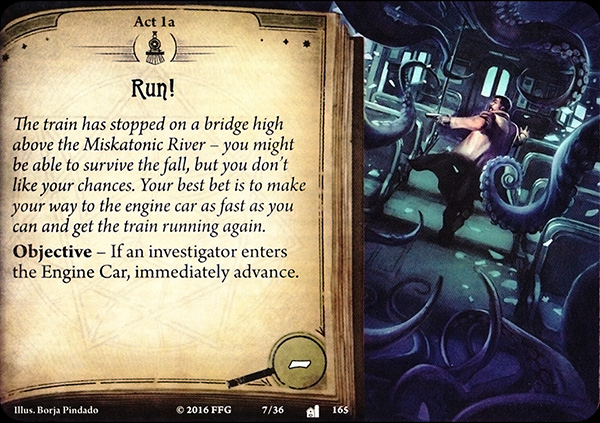 Act 1a
Run!
The train has stopped on a bridge high
above the Miskatonic River – you might
be able to survive the fall, but you don’t
like your chances. Your best bet is to make
your way to the engine car as fast as you
can and get the train running again.
Objective – If an investigator enters
the Engine Car, immediately advance.
–
Illus. Borja Pindado
© 2016 FFG
7/36
165